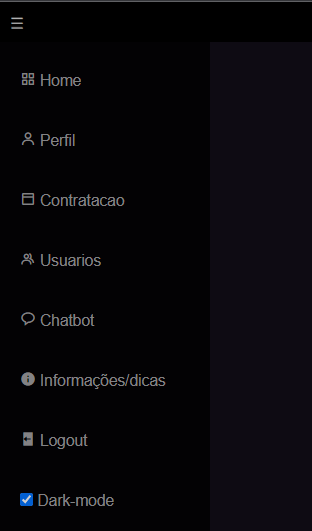 Home
Perfil
Contratacao
Usuarios
Chatbot
Informações/dicas
Logout
Dark-mode